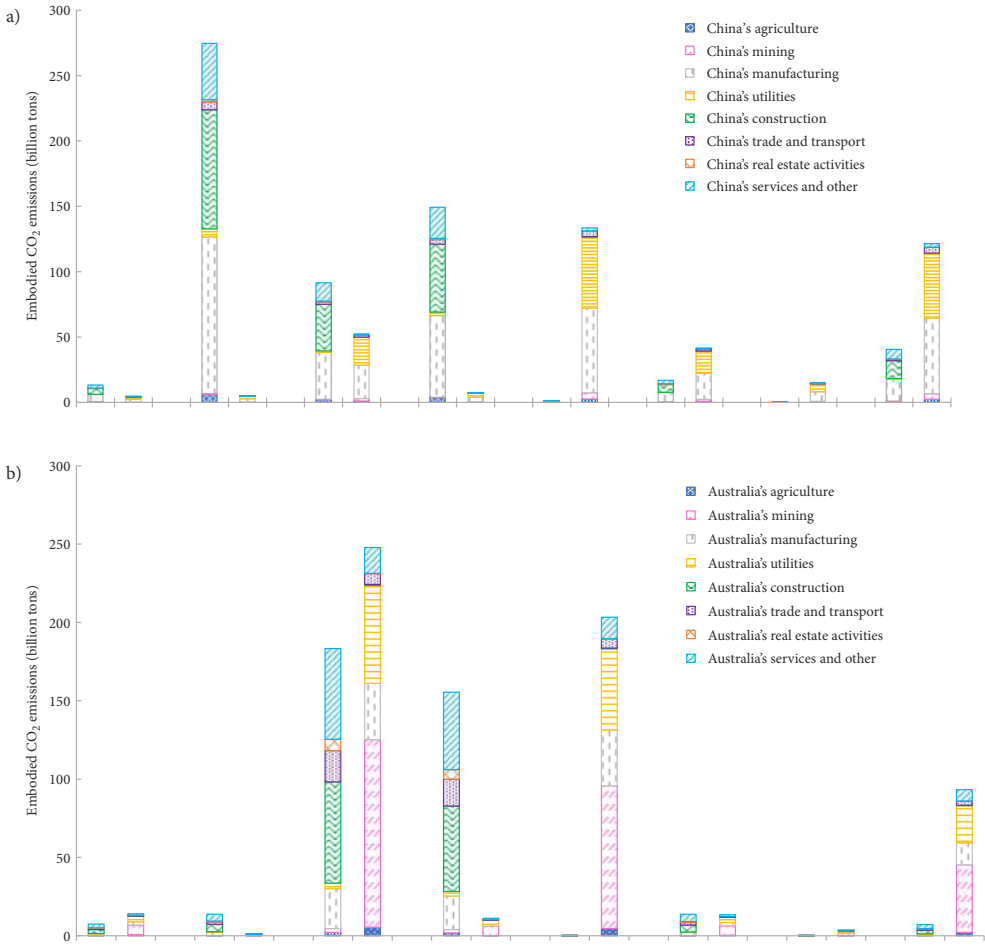 a)
300
250
200
150
100
50
0
Embodied CO₂ emissions (billion tons)
China's agriculture
China's mining
China's manufacturing
China's utilities
China's construction
China's trade and transport
China's real estate activities
China's services and other
b)
300
250
200
150
100
50
0
Embodied CO₂ emissions (billion tons)
Australia's agriculture
Australia's mining
Australia's manufacturing
Australia's utilities
Australia's construction
Australia's trade and transport
Australia's real estate activities
Australia's services and other